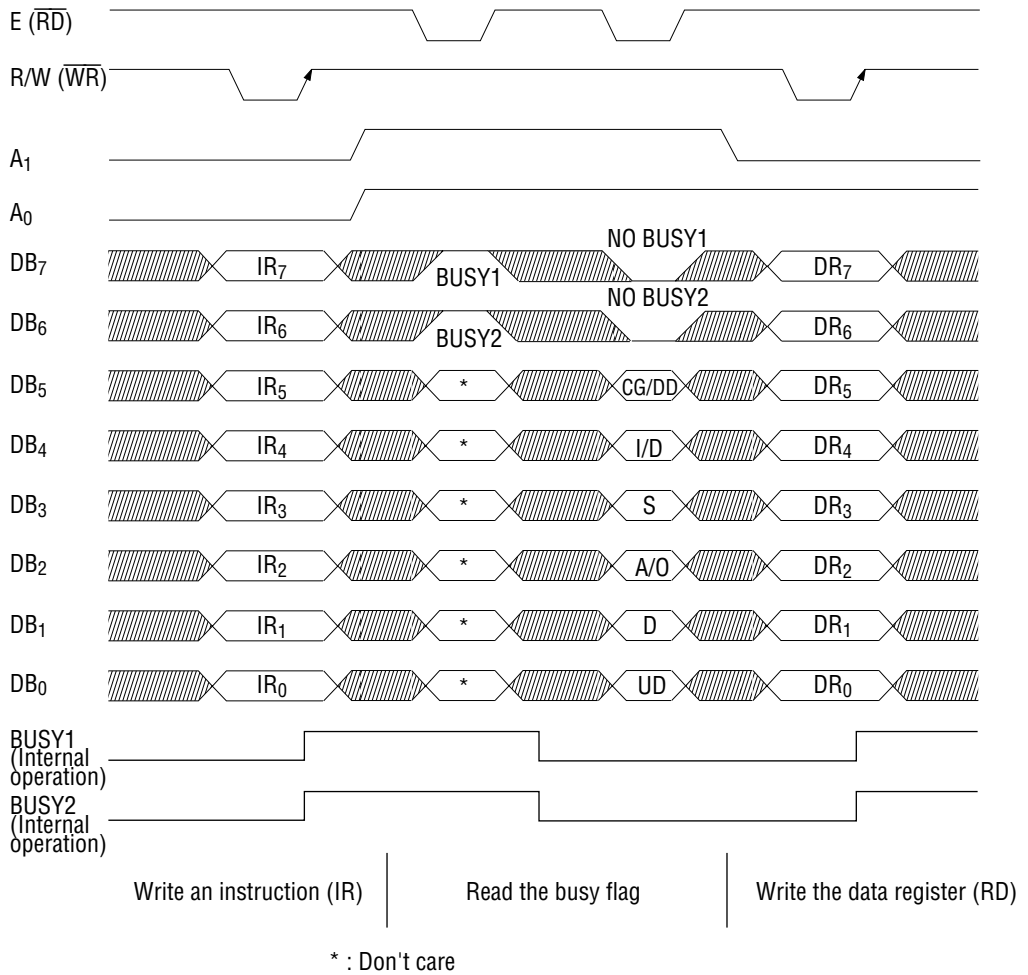 E (R̅D̅)
R/W (W̅R̅)
A₁
A₀
NO BUSY1
DB₇ IR₇ BUSY1 DR₇
NO BUSY2
DB₆ IR₆ BUSY2 DR₆
DB₅ IR₅ * CG/DD DR₅
DB₄ IR₄ * I/D DR₄
DB₃ IR₃ * S DR₃
DB₂ IR₂ * A/O DR₂
DB₁ IR₁ * D DR₁
DB₀ IR₀ * UD DR₀
BUSY1
(Internal
operation)
BUSY2
(Internal
operation)
Write an instruction (IR) Read the busy flag Write the data register (RD)
* : Don't care